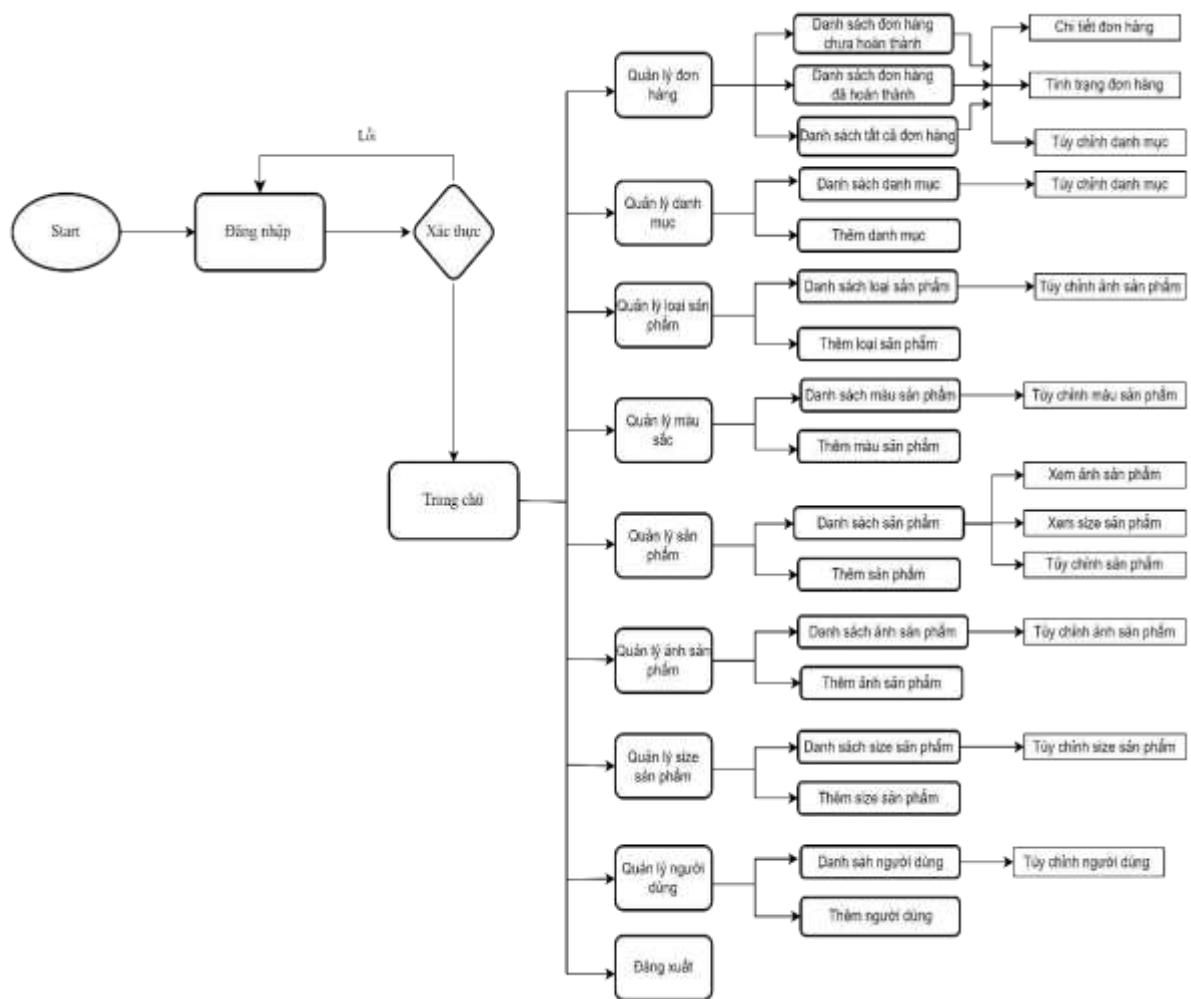 Start
Đăng nhập
Lỗi
Xác thực
Trang chủ
Quản lý đơn
hàng
Danh sách đơn hàng
chưa hoàn thành
Danh sách đơn hàng
đã hoàn thành
Danh sách tất cả đơn hàng
Chi tiết đơn hàng
Tình trạng đơn hàng
Tùy chỉnh danh mục
Quản lý danh
mục
Danh sách danh mục
Tùy chỉnh danh mục
Thêm danh mục
Quản lý loại sản
phẩm
Danh sách loại sản phẩm
Tùy chỉnh ảnh sản phẩm
Thêm loại sản phẩm
Quản lý màu
sắc
Danh sách màu sản phẩm
Tùy chỉnh màu sản phẩm
Thêm màu sản phẩm
Quản lý sản
phẩm
Danh sách sản phẩm
Xem ảnh sản phẩm
Xem size sản phẩm
Tùy chỉnh sản phẩm
Thêm sản phẩm
Quản lý ảnh sản
phẩm
Danh sách ảnh sản phẩm
Tùy chỉnh ảnh sản phẩm
Thêm ảnh sản phẩm
Quản lý size
sản phẩm
Danh sách size sản phẩm
Tùy chỉnh size sản phẩm
Thêm size sản phẩm
Quản lý người
dùng
Danh sáh người dùng
Tùy chỉnh người dùng
Thêm người dùng
Đăng xuất